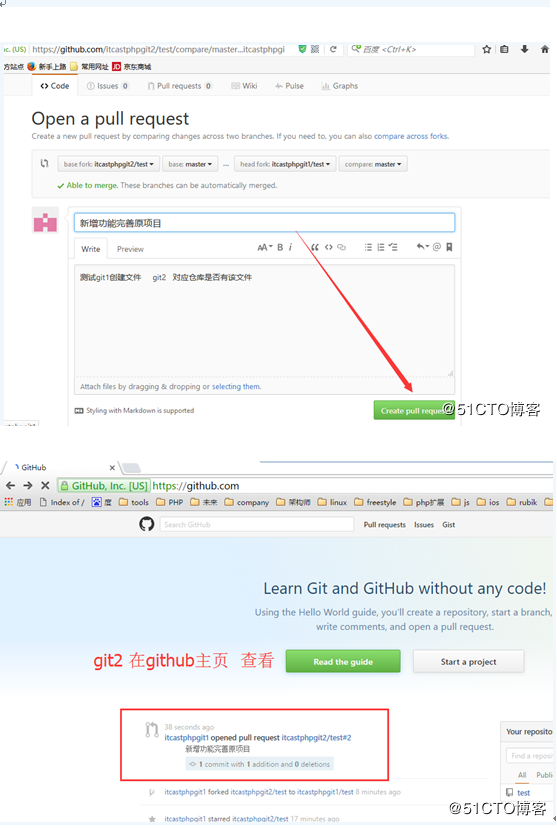 nc. (US) https://github.com/itcastphpgit2/test/compare/master...itcastphpgi 百度 <Ctrl+K>
方站点 新手上路 常用网址 JD 京东商城
Code Issues 0 Pull requests 0 Wiki Pulse Graphs
Open a pull request
Create a new pull request by comparing changes across two branches. If you need to, you can also compare across forks.
base fork: itcastphpgit2/test base: master ... head fork: itcastphpgit1/test compare: master
Able to merge. These branches can be automatically merged.
新增功能完善原项目
Write Preview AA B i
测试git1创建文件 git2 对应仓库是否有该文件
Attach files by dragging & dropping or selecting them.
Styling with Markdown is supported
Create pull reque
@51CTO博客
GitHub
GitHub, Inc. [US] https://github.com
应用 Index of / 度 tools PHP 未来 company 架构师 linux freestyle php扩展 js ios rubik
Search GitHub Pull requests Issues Gist
Learn Git and GitHub without any code!
Using the Hello World guide, you'll create a repository, start a branch,
write comments, and open a pull request.
git2 在github主页 查看
Read the guide Start a project
38 seconds ago
itcastphpgit1 opened pull request itcastphpgit2/test#2
新增功能完善原项目
1 commit with 1 addition and 0 deletions
Your reposito
Find a reposi
All Publi
test
itcastphpgit1 forked itcastphpgit2/test to itcastphpgit1/test 8 minutes ago
@51CTO博客
itcastphpgit1 starred itcastphpgit2/test 17 minutes ago